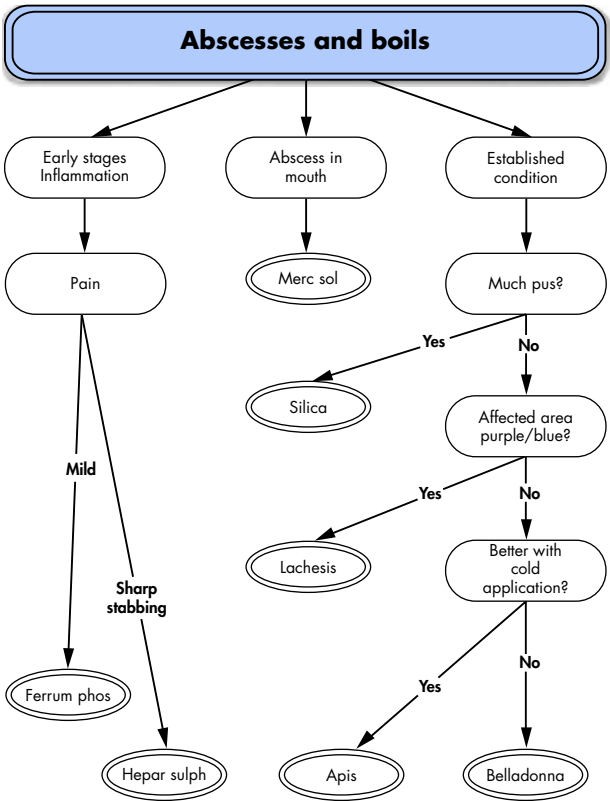 Abscesses and boils
Early stages
Inflammation
Abscess in
mouth
Established
condition
Pain
Merc sol
Much pus?
Yes
No
Silica
Affected area
purple/blue?
Mild
Yes
No
Lachesis
Better with
cold
application?
Sharp
stabbing
Yes
No
Ferrum phos
Hepar sulph
Apis
Belladonna